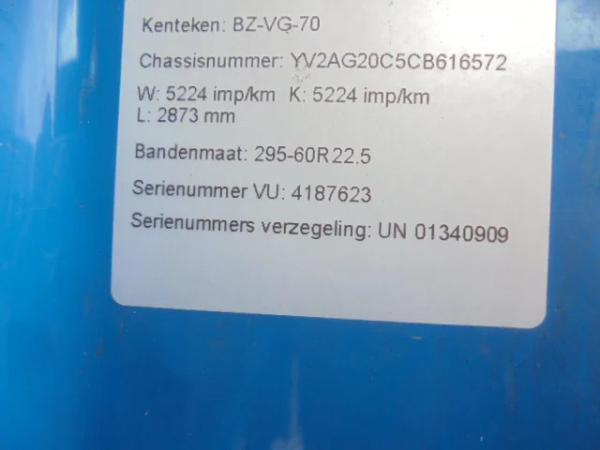 Kenteken: BZ-VG-70
Chassisnummer: YV2AG20C5CB616572
W: 5224 imp/km K: 5224 imp/km
L: 2873 mm
Bandenmaat: 295-60R22.5
Serienummer VU: 4187623
Serienummers verzegeling: UN 01340909